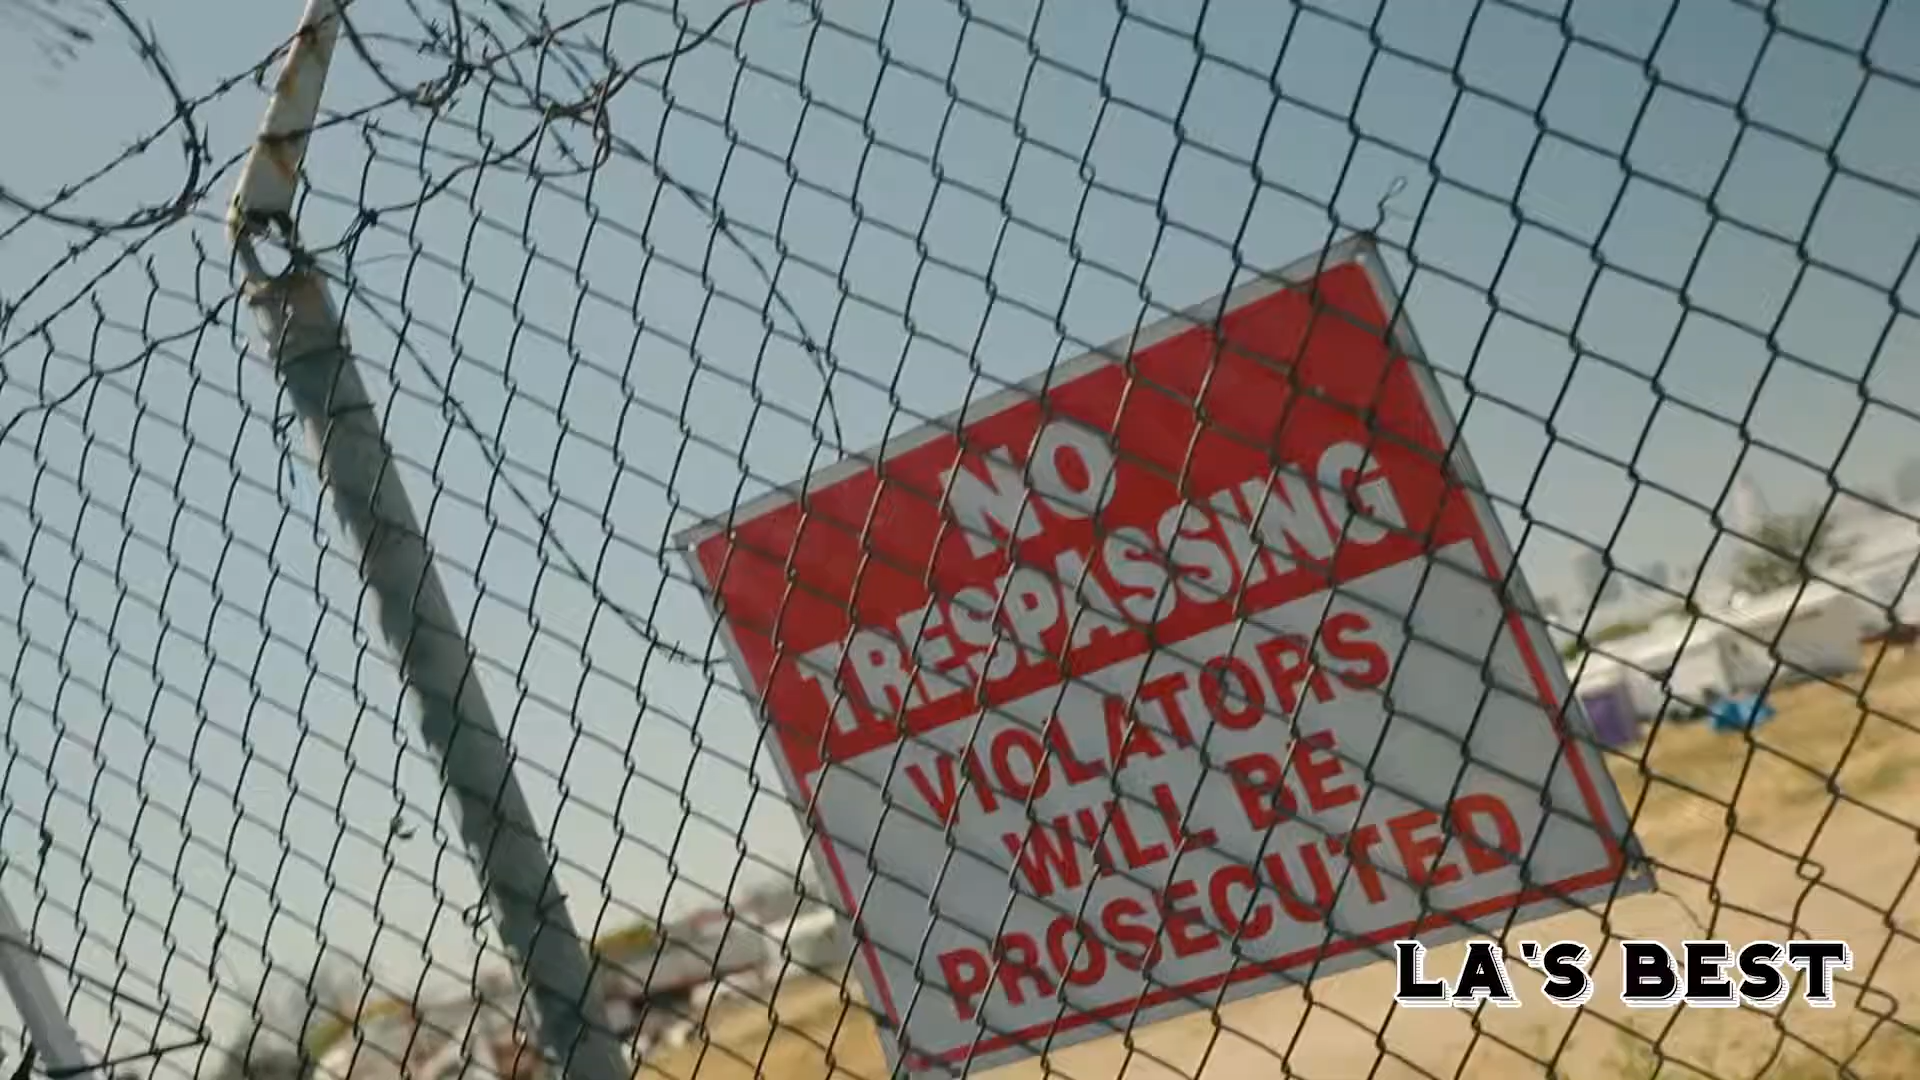 NO
TRESPASSING
VIOLATORS
WILL BE
PROSECUTED
LA'S BEST